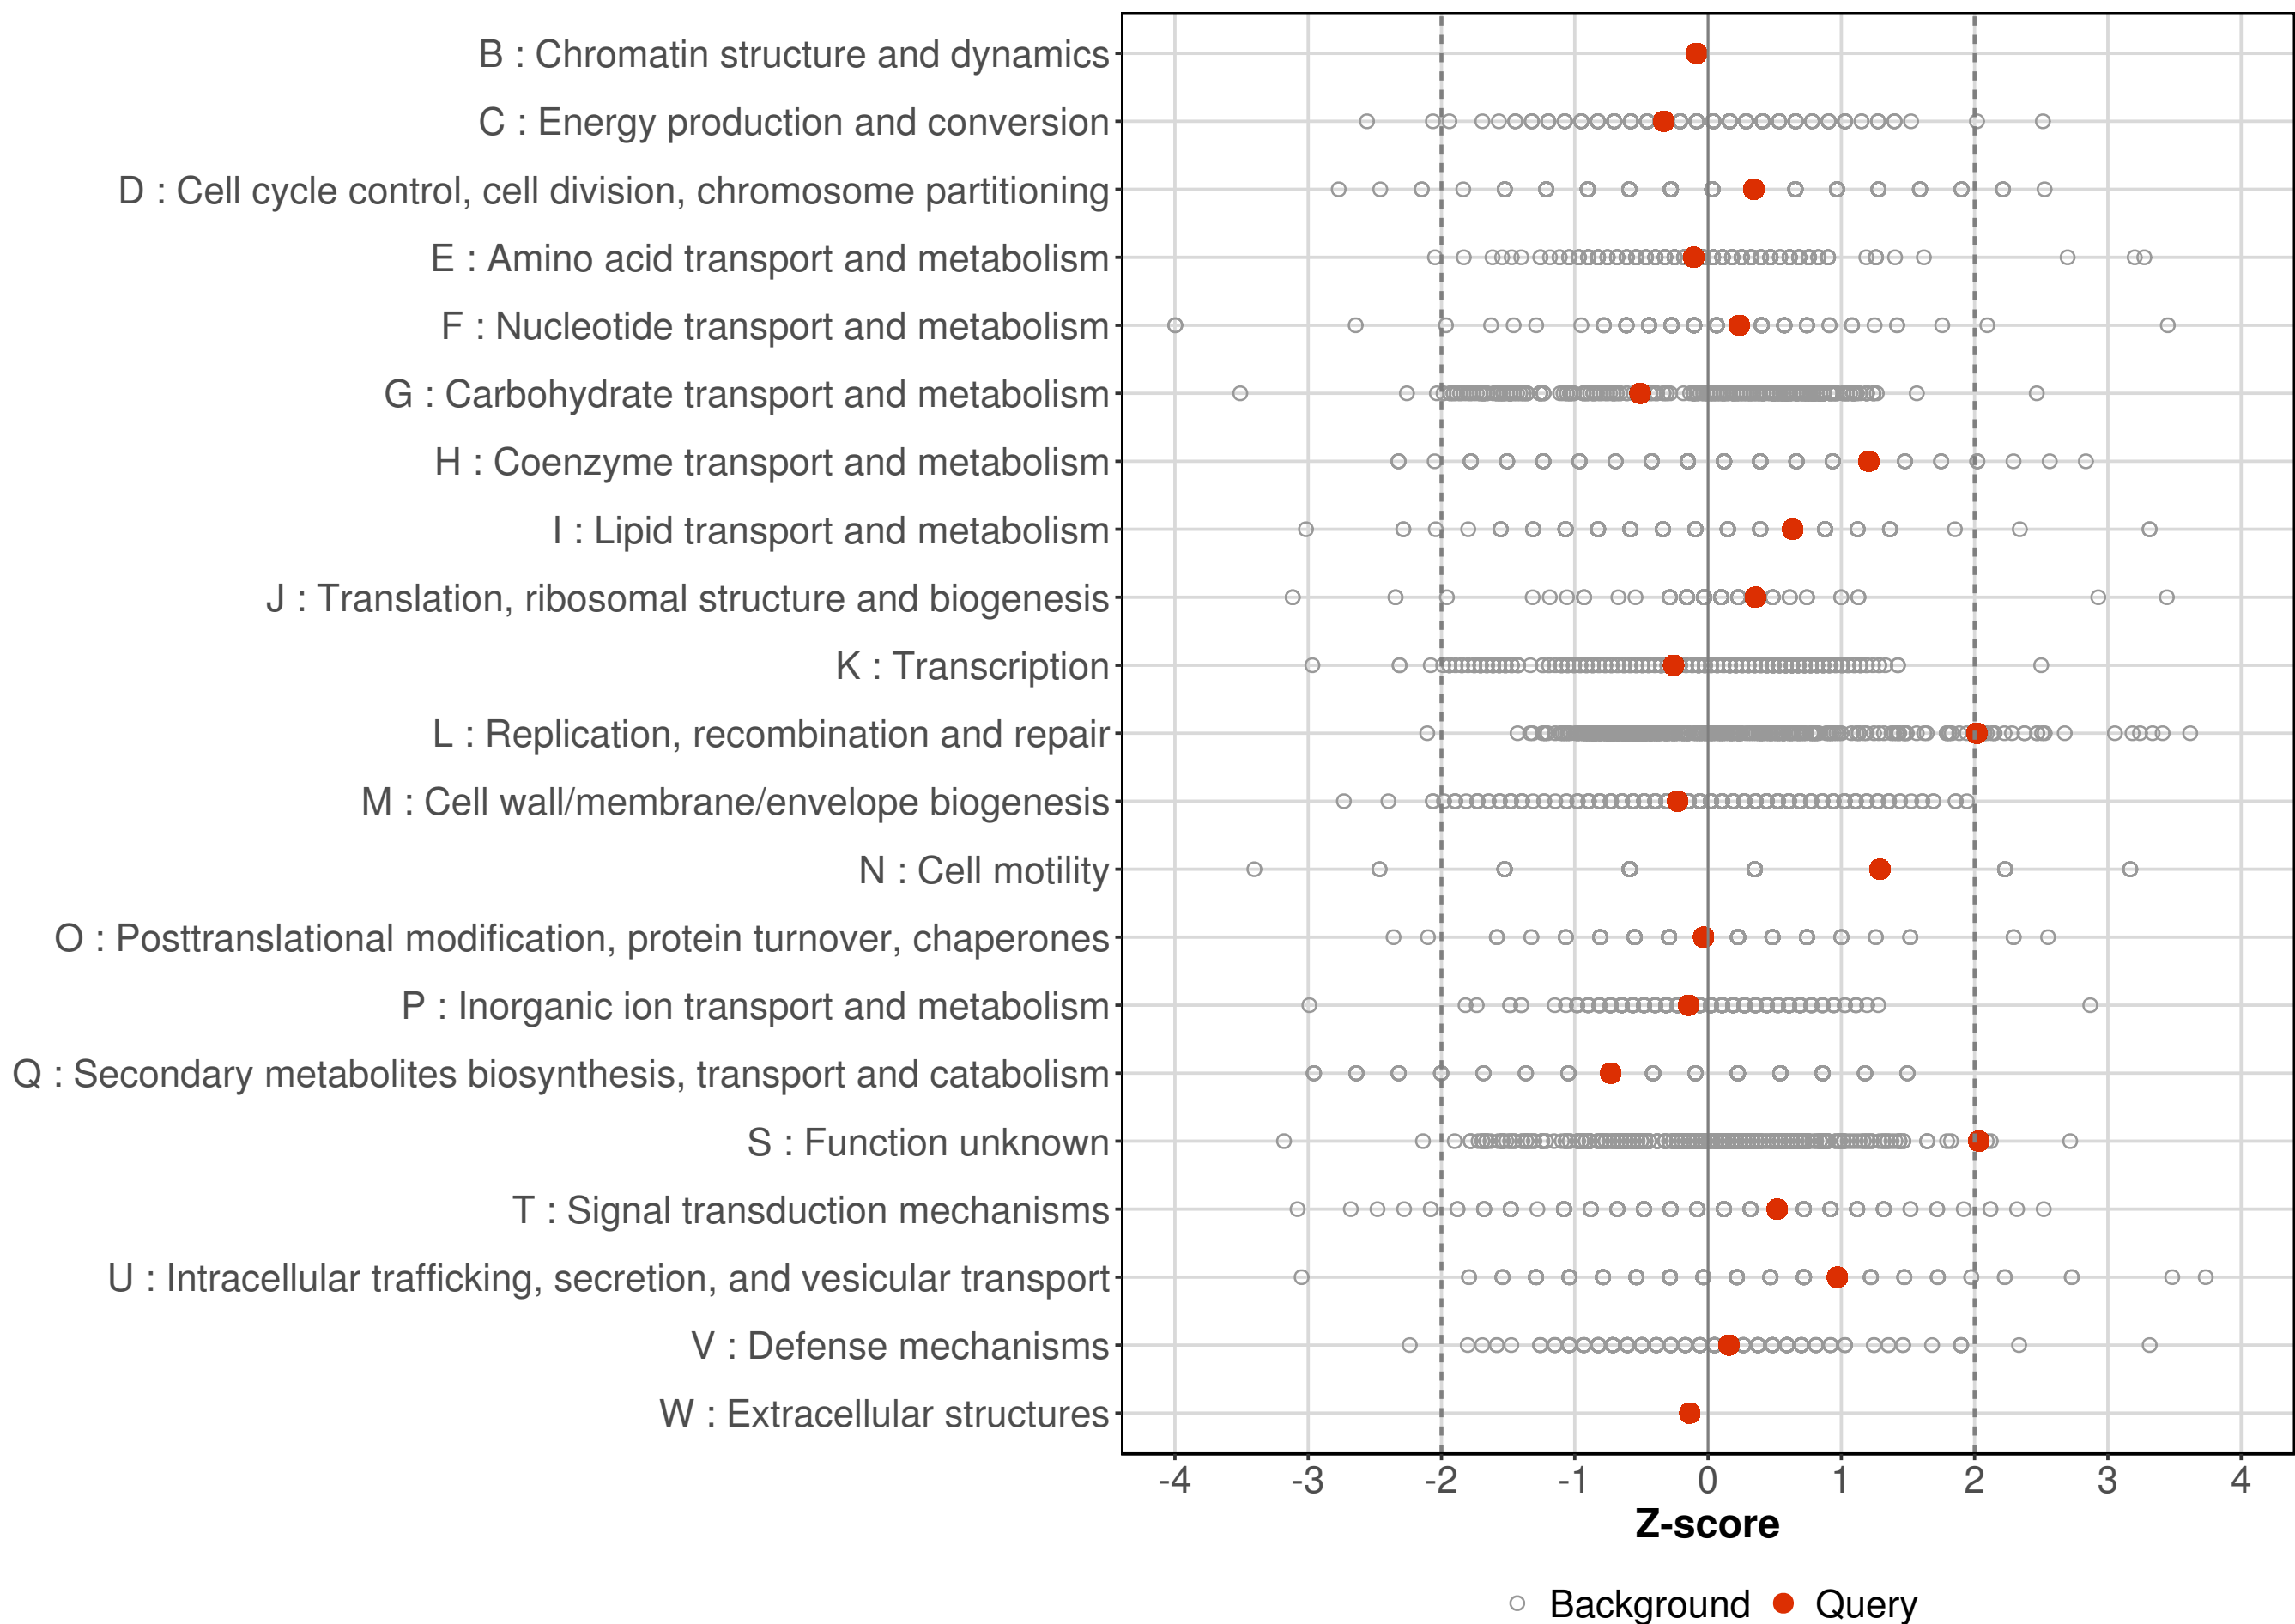 B : Chromatin structure and dynamics
C : Energy production and conversion
D : Cell cycle control, cell division, chromosome partitioning
E : Amino acid transport and metabolism
F : Nucleotide transport and metabolism
G : Carbohydrate transport and metabolism
H : Coenzyme transport and metabolism
I : Lipid transport and metabolism
J : Translation, ribosomal structure and biogenesis
K : Transcription
L : Replication, recombination and repair
M : Cell wall/membrane/envelope biogenesis
N : Cell motility
O : Posttranslational modification, protein turnover, chaperones
P : Inorganic ion transport and metabolism
Q : Secondary metabolites biosynthesis, transport and catabolism
S : Function unknown
T : Signal transduction mechanisms
U : Intracellular trafficking, secretion, and vesicular transport
V : Defense mechanisms
W : Extracellular structures
-4 -3 -2 -1 0 1 2 3 4
Z-score
Background Query